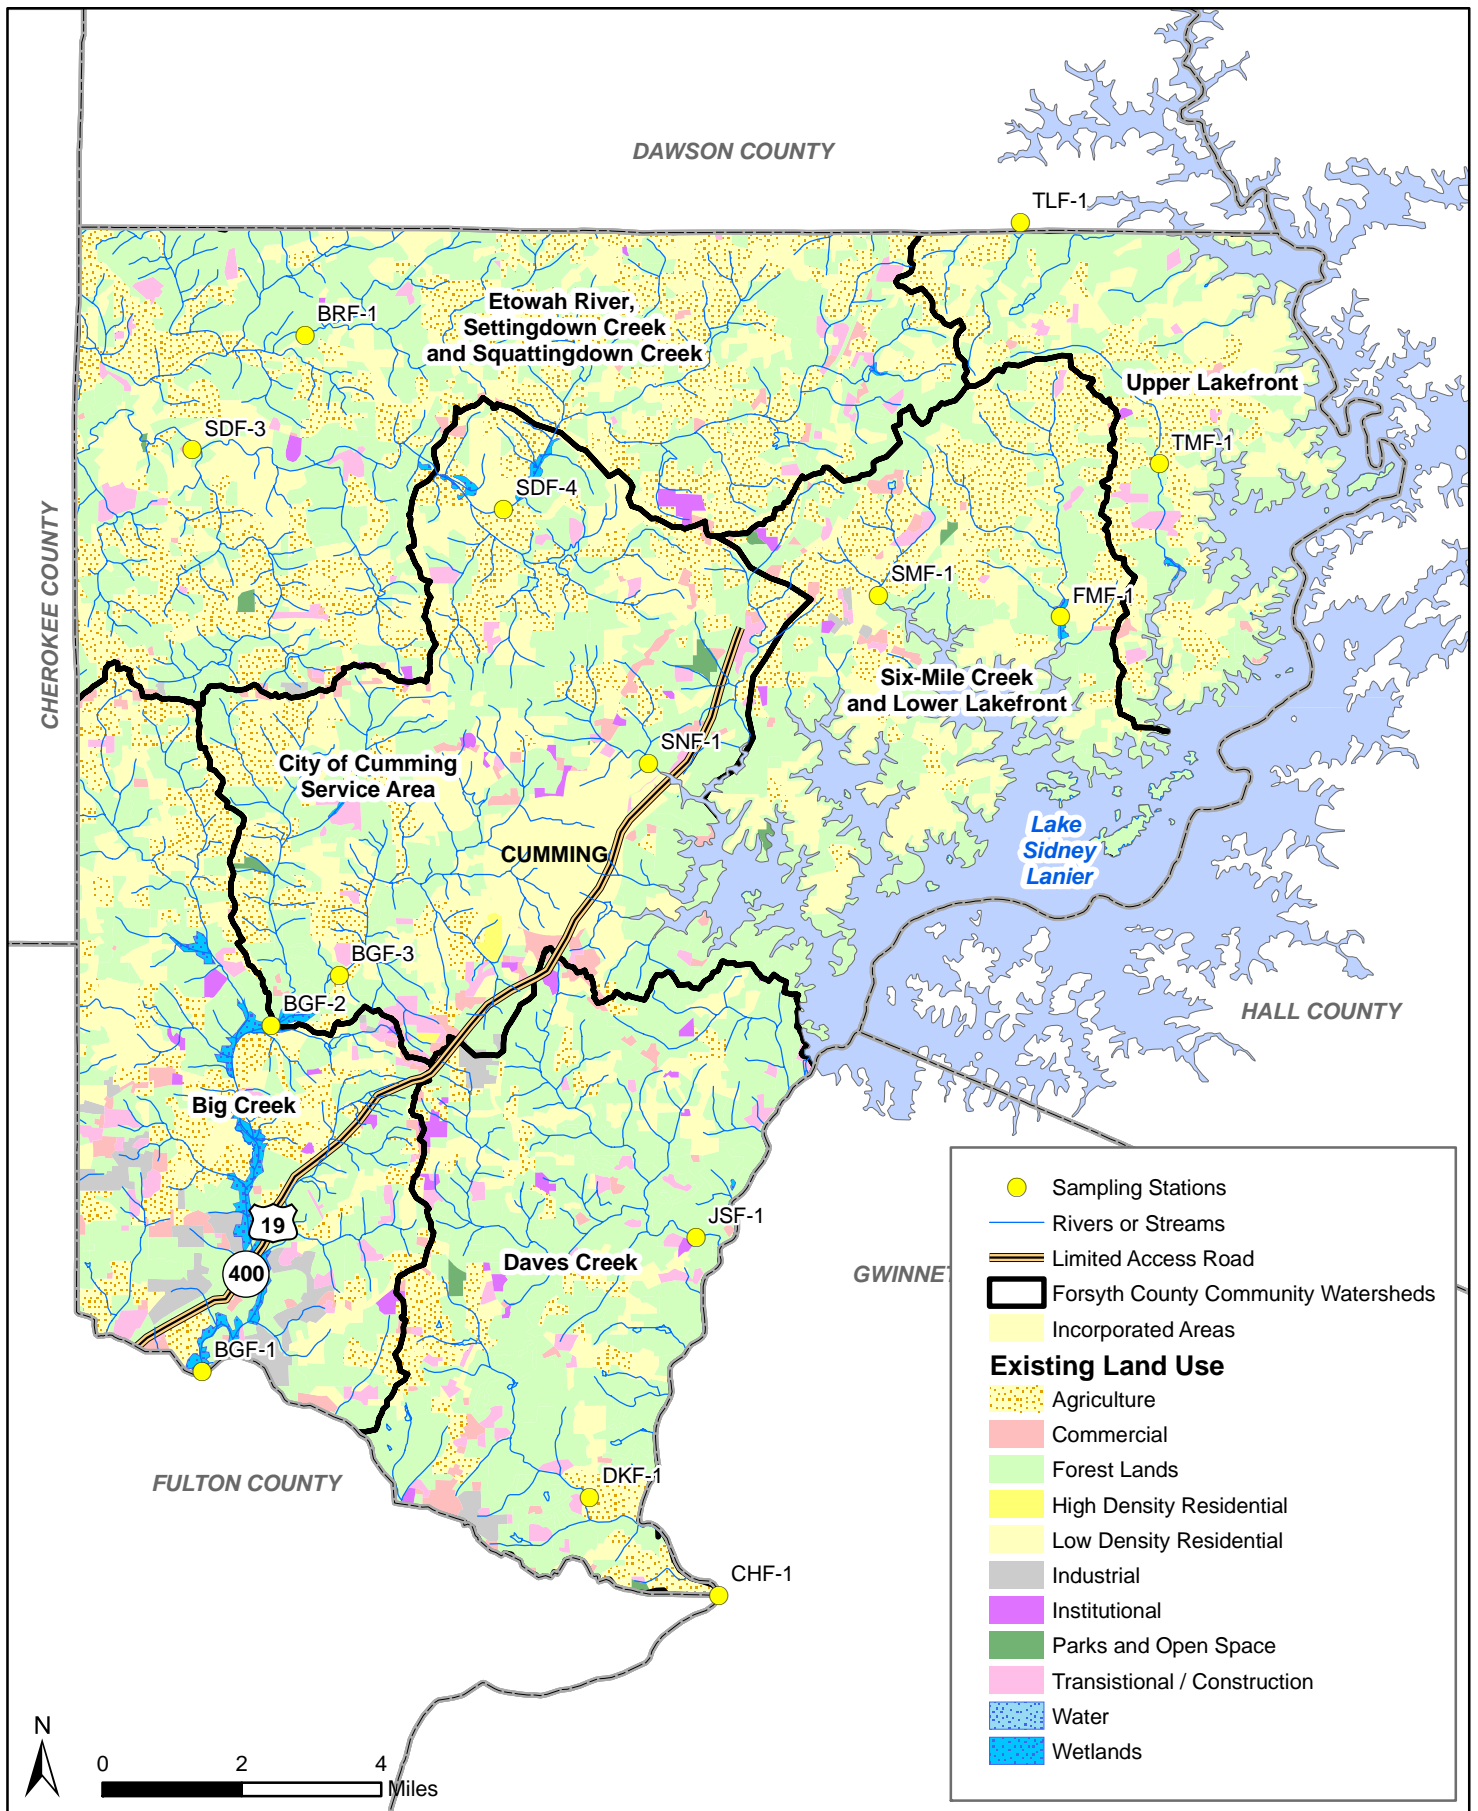 DAWSON COUNTY
TLF-1
Etowah River,
Settingdown Creek
and Squattingdown Creek
BRF-1
Upper Lakefront
SDF-3
TMF-1
SDF-4
CHEROKEE COUNTY
SMF-1
FMF-1
Six-Mile Creek
and Lower Lakefront
SNF-1
City of Cumming
Service Area
Lake
Sidney
Lanier
CUMMING
BGF-3
BGF-2
HALL COUNTY
Big Creek
19
JSF-1
Daves Creek
400
GWINNE
BGF-1
FULTON COUNTY
DKF-1
CHF-1
Sampling Stations
Rivers or Streams
Limited Access Road
Forsyth County Community Watersheds
Incorporated Areas
Existing Land Use
Agriculture
Commercial
Forest Lands
High Density Residential
Low Density Residential
Industrial
Institutional
Parks and Open Space
Transistional / Construction
Water
Wetlands
N
0 2 4
Miles